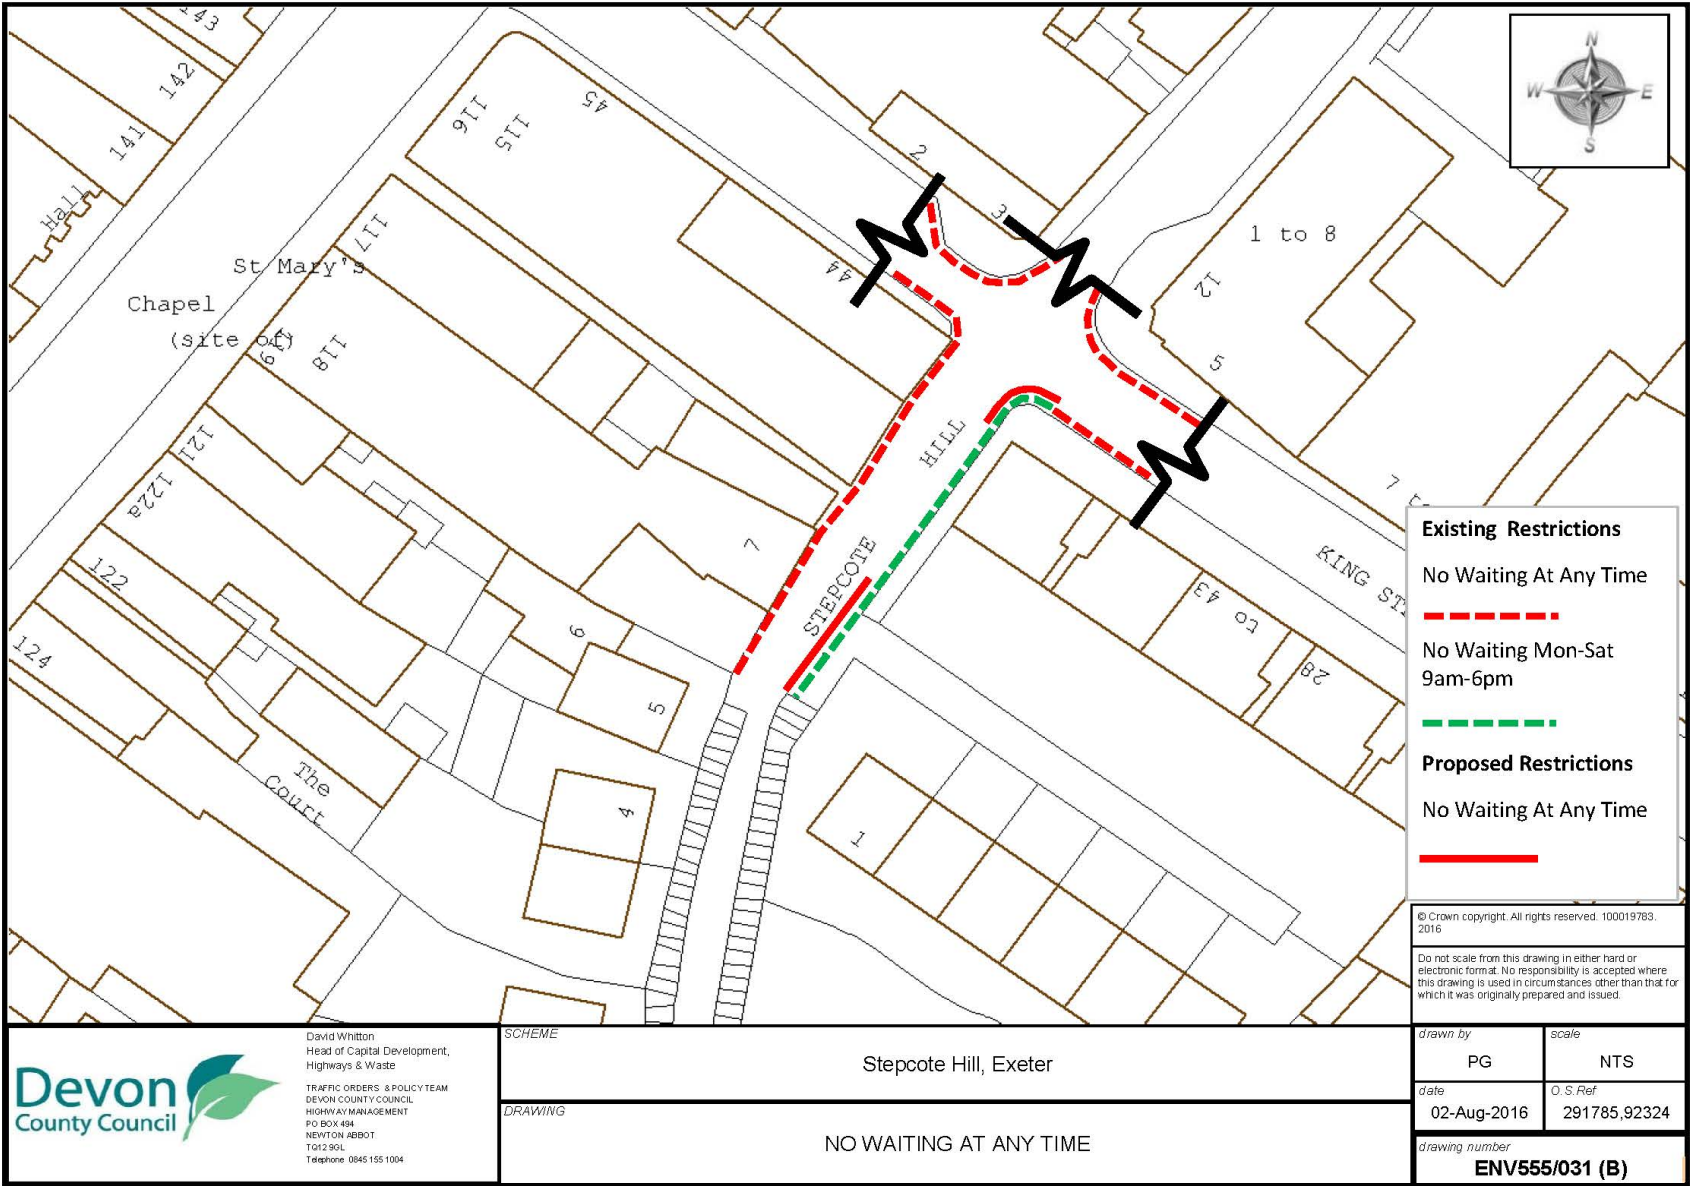 143
142
141
Hall
116
115
45
117
St Mary's
Chapel
(site of)
119
118
121
122a
122
124
The
Court
44
2
3
1 to 8
12
5
7
6
5
4
1
HILL
STEPCOTE
43
to
28
KING ST
N
W
E
S
Existing Restrictions
No Waiting At Any Time
No Waiting Mon-Sat
9am-6pm
Proposed Restrictions
No Waiting At Any Time
© Crown copyright. All rights reserved. 100019783.
2016
Do not scale from this drawing in either hard or
electronic format. No responsibility is accepted where
this drawing is used in circumstances other than that for
which it was originally prepared and issued.
Devon
County Council
David Whitton
Head of Capital Development,
Highways & Waste
TRAFFIC ORDERS & POLICY TEAM
DEVON COUNTY COUNCIL
HIGHWAY MANAGEMENT
PO BOX 494
NEWTON ABBOT
TQ12 9GL
Telephone 0845 155 1004
SCHEME
Stepcote Hill, Exeter
DRAWING
NO WAITING AT ANY TIME
drawn by
PG
scale
NTS
date
02-Aug-2016
O.S.Ref
291785,92324
drawing number
ENV555/031 (B)